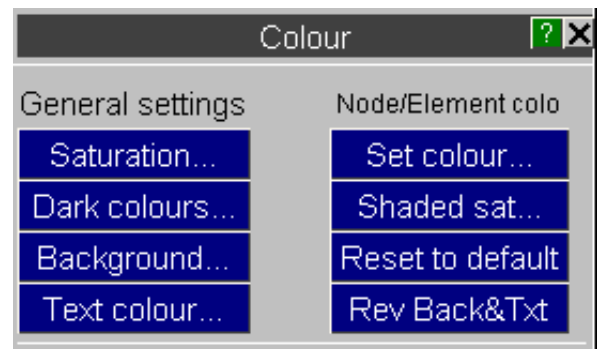 Colour ?
General settings
Saturation...
Dark colours...
Background...
Text colour...
Node/Element colo
Set colour...
Shaded sat...
Reset to default
Rev Back&Txt